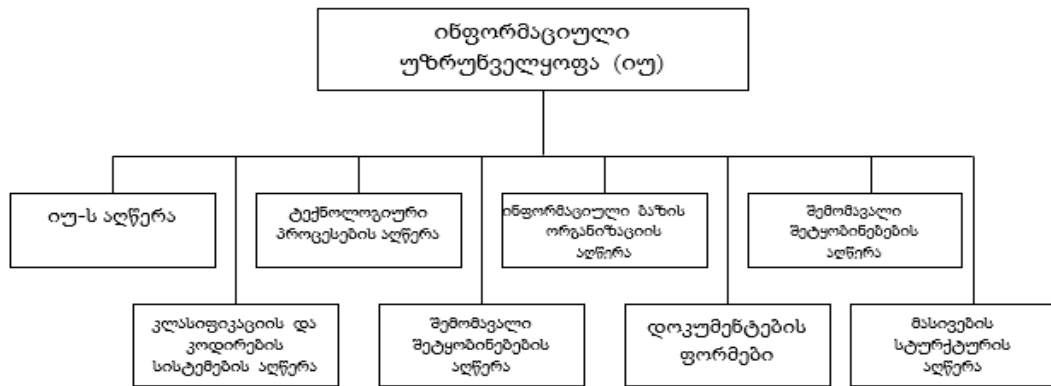 ინფორმაციული
უზრუნველყოფა (იუ)
იუ-ს აღწერა
ტექნოლოგიური
პროცესების აღწერა
ინფორმაციული ბაზის
ორგანიზაციის
აღწერა
შემომავალი
შეტყობინებების
აღწერა
კლასიფიკაციის და
კოდირების
სისტემების აღწერა
შემომავალი
შეტყობინებების
აღწერა
დოკუმენტების
ფორმები
მასივების
სტურქტურის
აღწერა